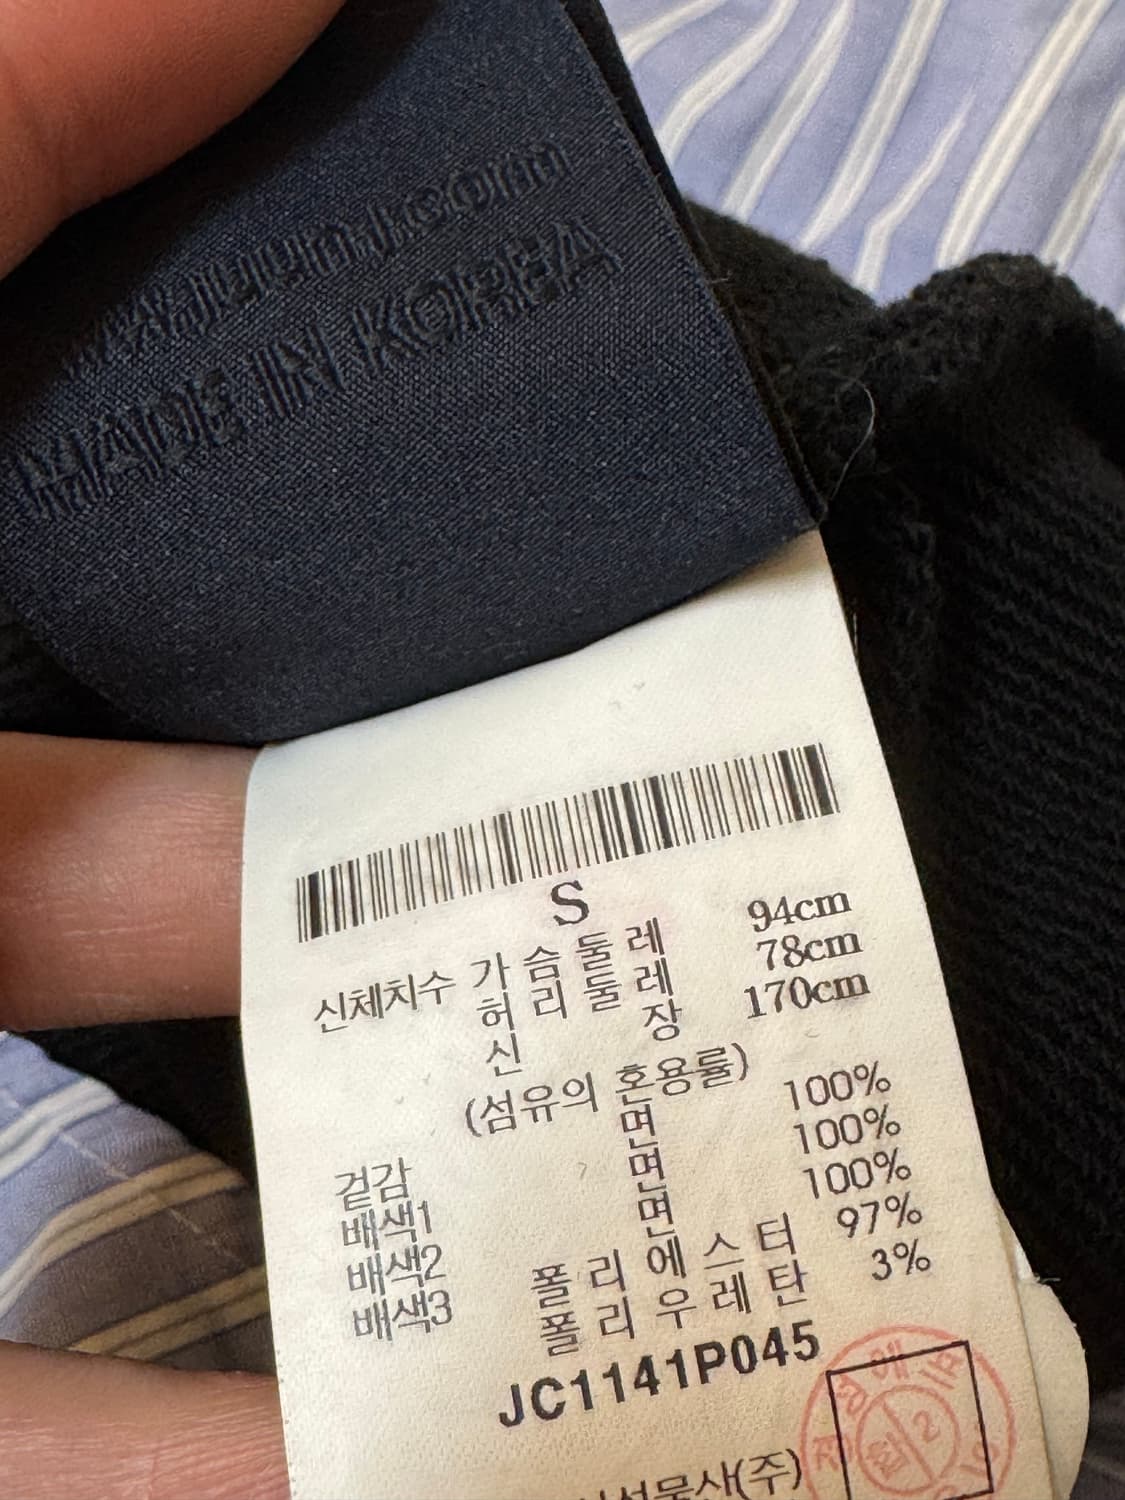 MADE IN KOREA
S
신체치수 가슴둘레 94cm
허리둘레 78cm
신장 170cm
(섬유의 혼용률)
겉감 면 100%
배색1 면 100%
배색2 면 100%
배색3 폴리에스터 97%
폴리우레탄 3%
JC1141P045